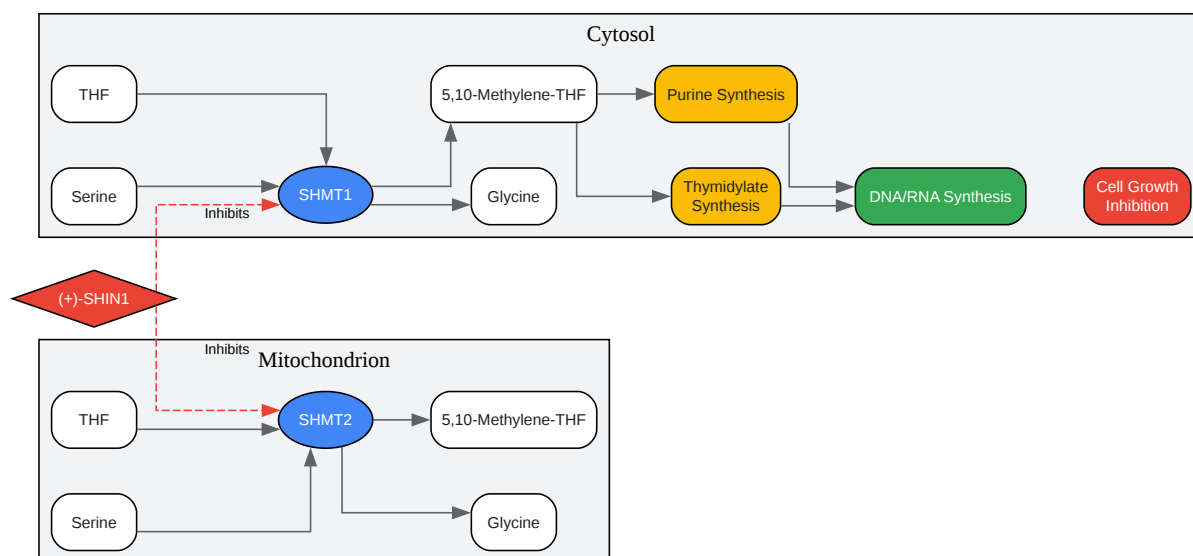 Cytosol
THF
5,10-Methylene-THF
Purine Synthesis
Serine
SHMT1
Glycine
Thymidylate
Synthesis
DNA/RNA Synthesis
Cell Growth
Inhibition
Inhibits
(+)-SHIN1
Inhibits
Mitochondrion
THF
SHMT2
5,10-Methylene-THF
Serine
Glycine